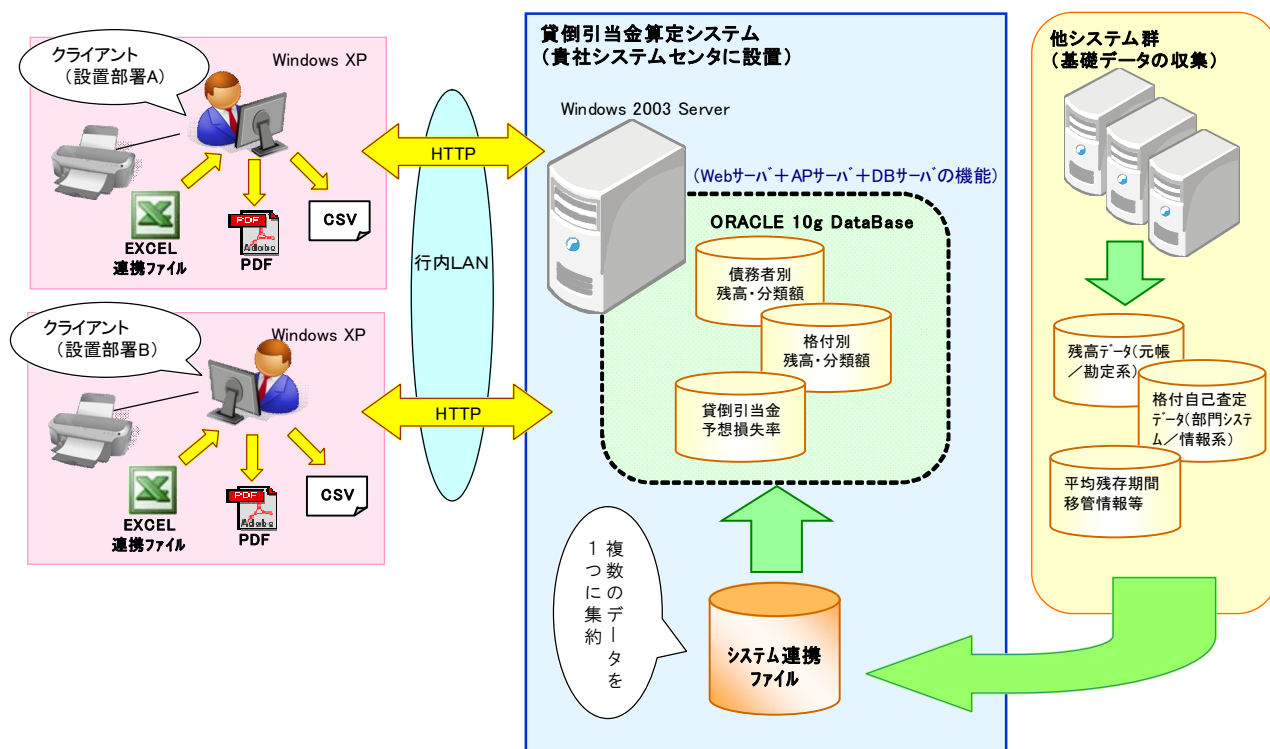 クライアント
（設置部署A）
Windows XP
EXCEL
連携ファイル
PDF
Adobe
PDF
CSV
クライアント
（設置部署B）
Windows XP
EXCEL
連携ファイル
PDF
Adobe
PDF
CSV
HTTP
行内LAN
HTTP
貸倒引当金算定システム
（貴社システムセンタに設置）
Windows 2003 Server
（Webサーバ＋APサーバ＋DBサーバの機能）
ORACLE 10g DataBase
債務者別
残高・分類額
格付別
残高・分類額
貸倒引当金
予想損失率
複数のデータを
１つに集約
システム連携
ファイル
他システム群
（基礎データの収集）
残高データ（元帳
／勘定系）
格付自己査定
データ（部門システ
ム／情報系）
平均残存期間
移管情報等